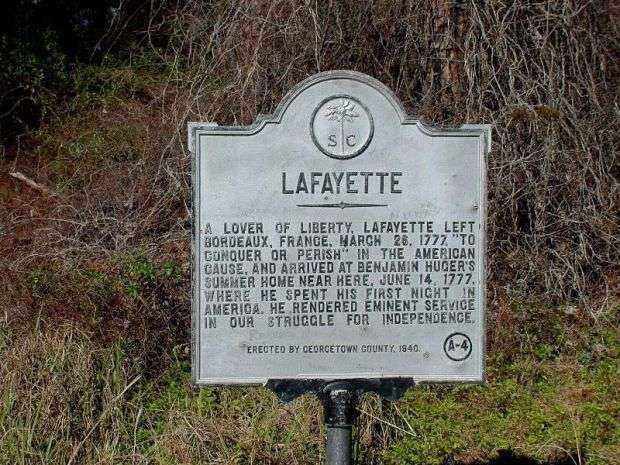 S C
LAFAYETTE
A LOVER OF LIBERTY, LAFAYETTE LEFT
BORDEAUX, FRANCE, MARCH 26, 1777, "TO
CONQUER OR PERISH" IN THE AMERICAN
CAUSE, AND ARRIVED AT BENJAMIN HUGER'S
SUMMER HOME NEAR HERE, JUNE 14, 1777,
WHERE HE SPENT HIS FIRST NIGHT IN
AMERICA. HE RENDERED EMINENT SERVICE
IN OUR STRUGGLE FOR INDEPENDENCE.
ERECTED BY GEORGETOWN COUNTY, 1940.
A-4